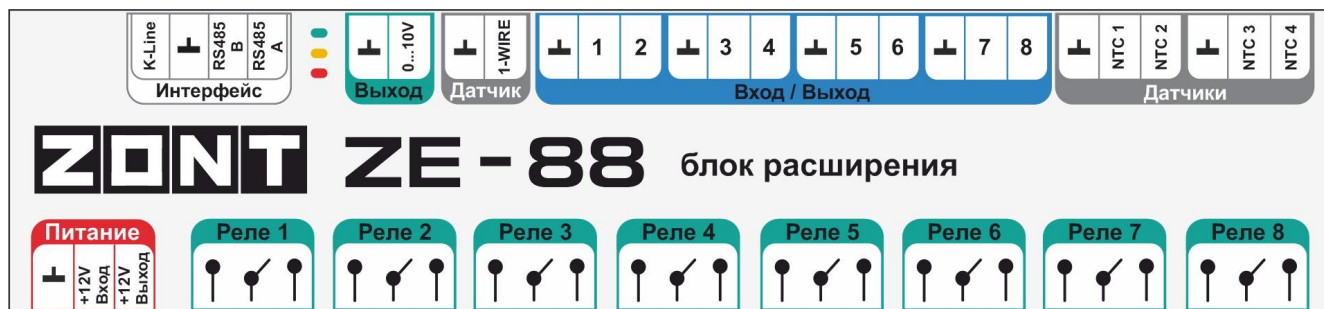 K-Line
RS485 B
RS485 A
Интерфейс
0...10V
Выход
1-WIRE
Датчик
1 2 3 4 5 6 7 8
Вход / Выход
NTC 1
NTC 2
NTC 3
NTC 4
Датчики
ZONT ZE-88 блок расширения
Питание
+12V Вход
+12V Выход
Реле 1
Реле 2
Реле 3
Реле 4
Реле 5
Реле 6
Реле 7
Реле 8